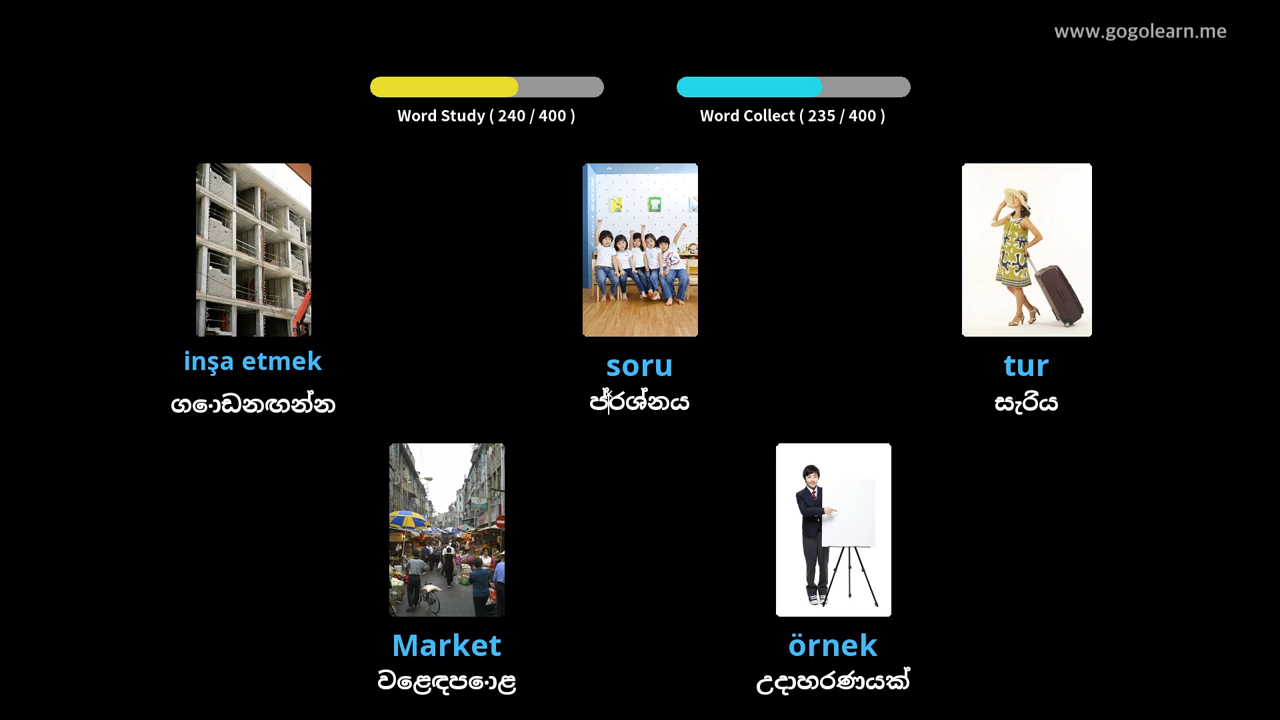 www.gogolearn.me
Word Study ( 240 / 400 )
Word Collect ( 235 / 400 )
inşa etmek
ගොඩනඟන්න
soru
ප්‍රශ්නය
tur
සැරිය
Market
වෙළෙඳපොළ
örnek
උදාහරණයක්